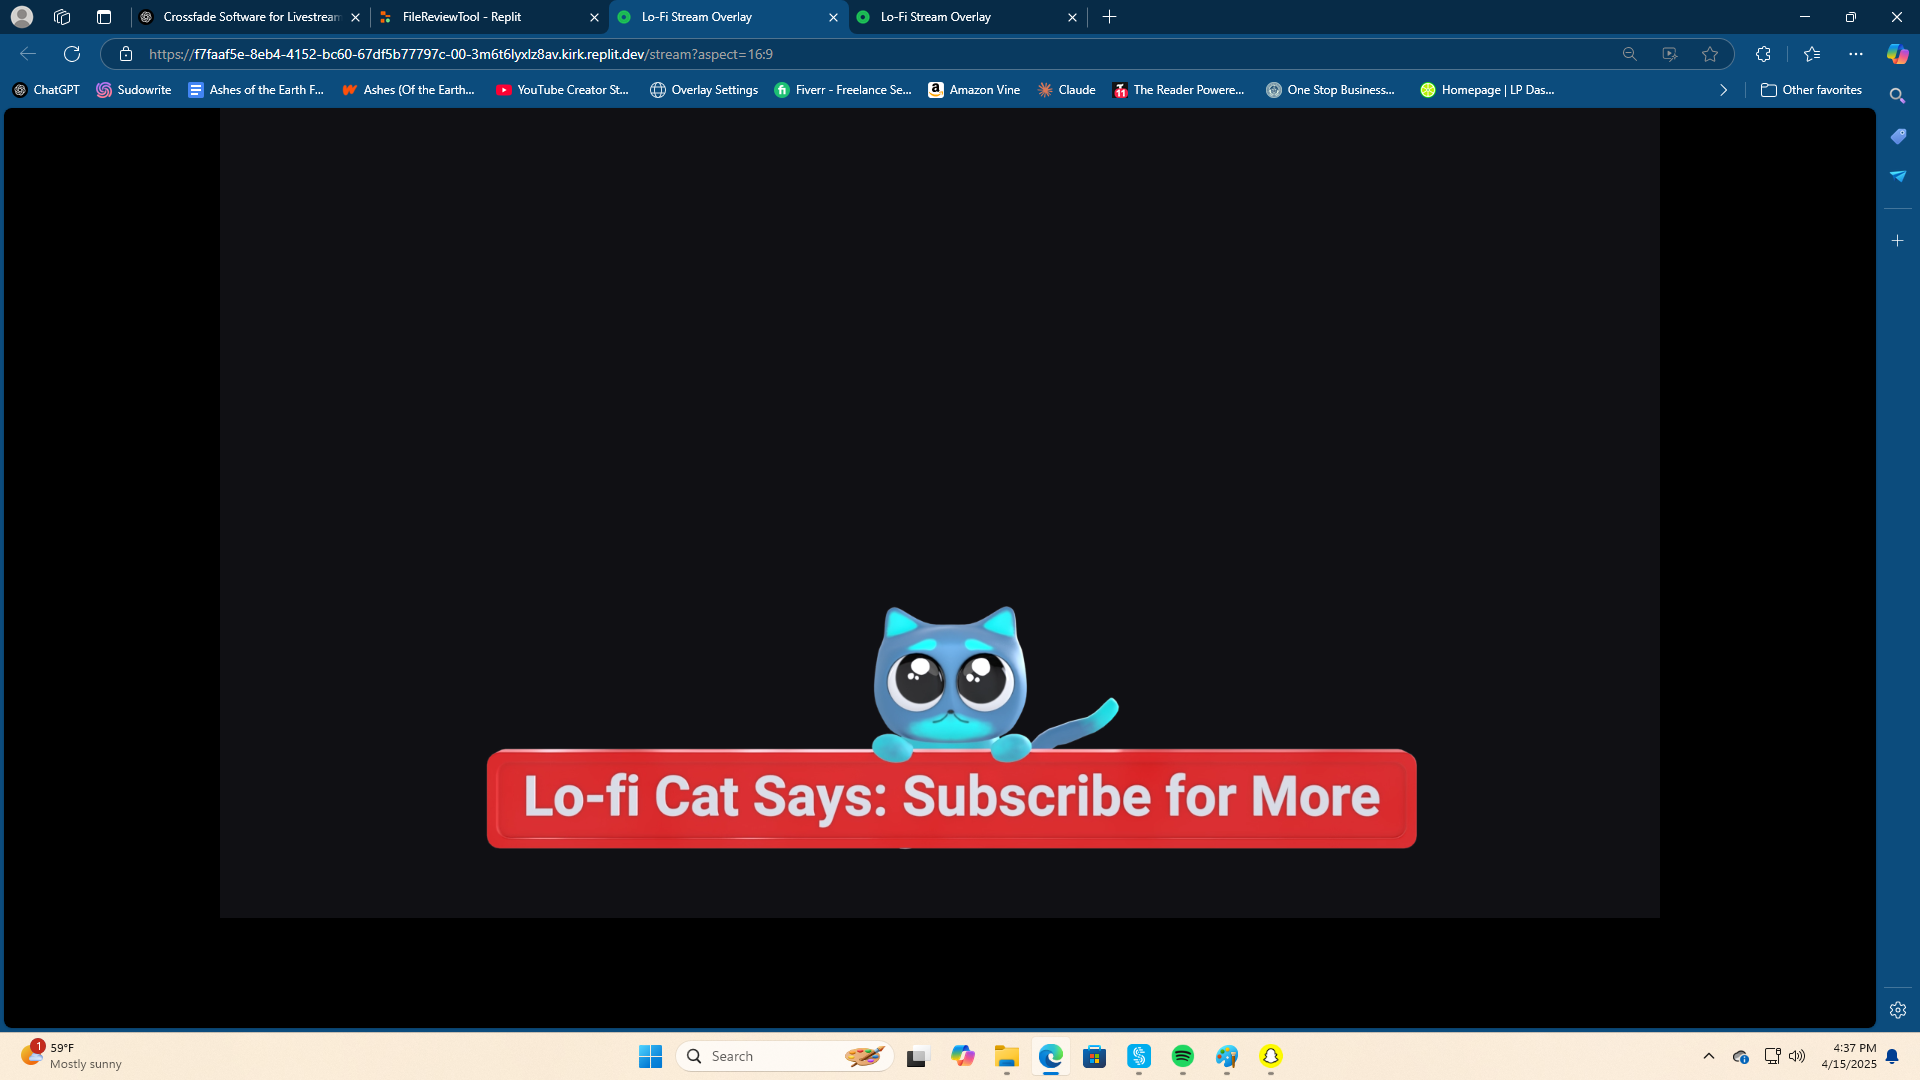 Crossfade Software for Livestream
FileReviewTool - Replit
Lo-Fi Stream Overlay
Lo-Fi Stream Overlay
https://f7faaf5e-8eb4-4152-bc60-67df5b77797c-00-3m6t6lyxlz8av.kirk.replit.dev/stream?aspect=16:9
ChatGPT
Sudowrite
Ashes of the Earth F...
Ashes (Of the Earth...
YouTube Creator St...
Overlay Settings
Fiverr - Freelance Se...
Amazon Vine
Claude
The Reader Powere...
One Stop Business...
Homepage | LP Das...
Other favorites
Lo-fi Cat Says: Subscribe for More
1
59°F
Mostly sunny
Search
4:37 PM
4/15/2025